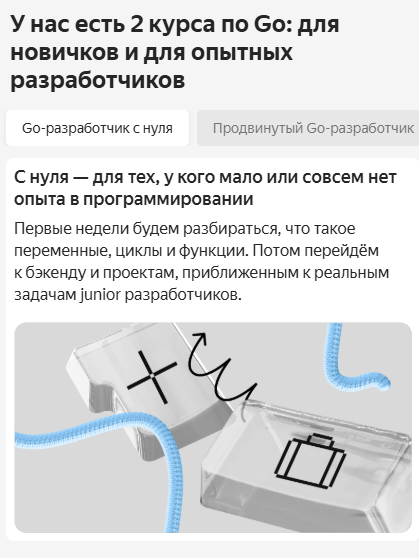 У нас есть 2 курса по Go: для
новичков и для опытных
разработчиков
Go-разработчик с нуля
Продвинутый Go-разработчик
С нуля — для тех, у кого мало или совсем нет
опыта в программировании
Первые недели будем разбираться, что такое
переменные, циклы и функции. Потом перейдём
к бэкенду и проектам, приближенным к реальным
задачам junior разработчиков.